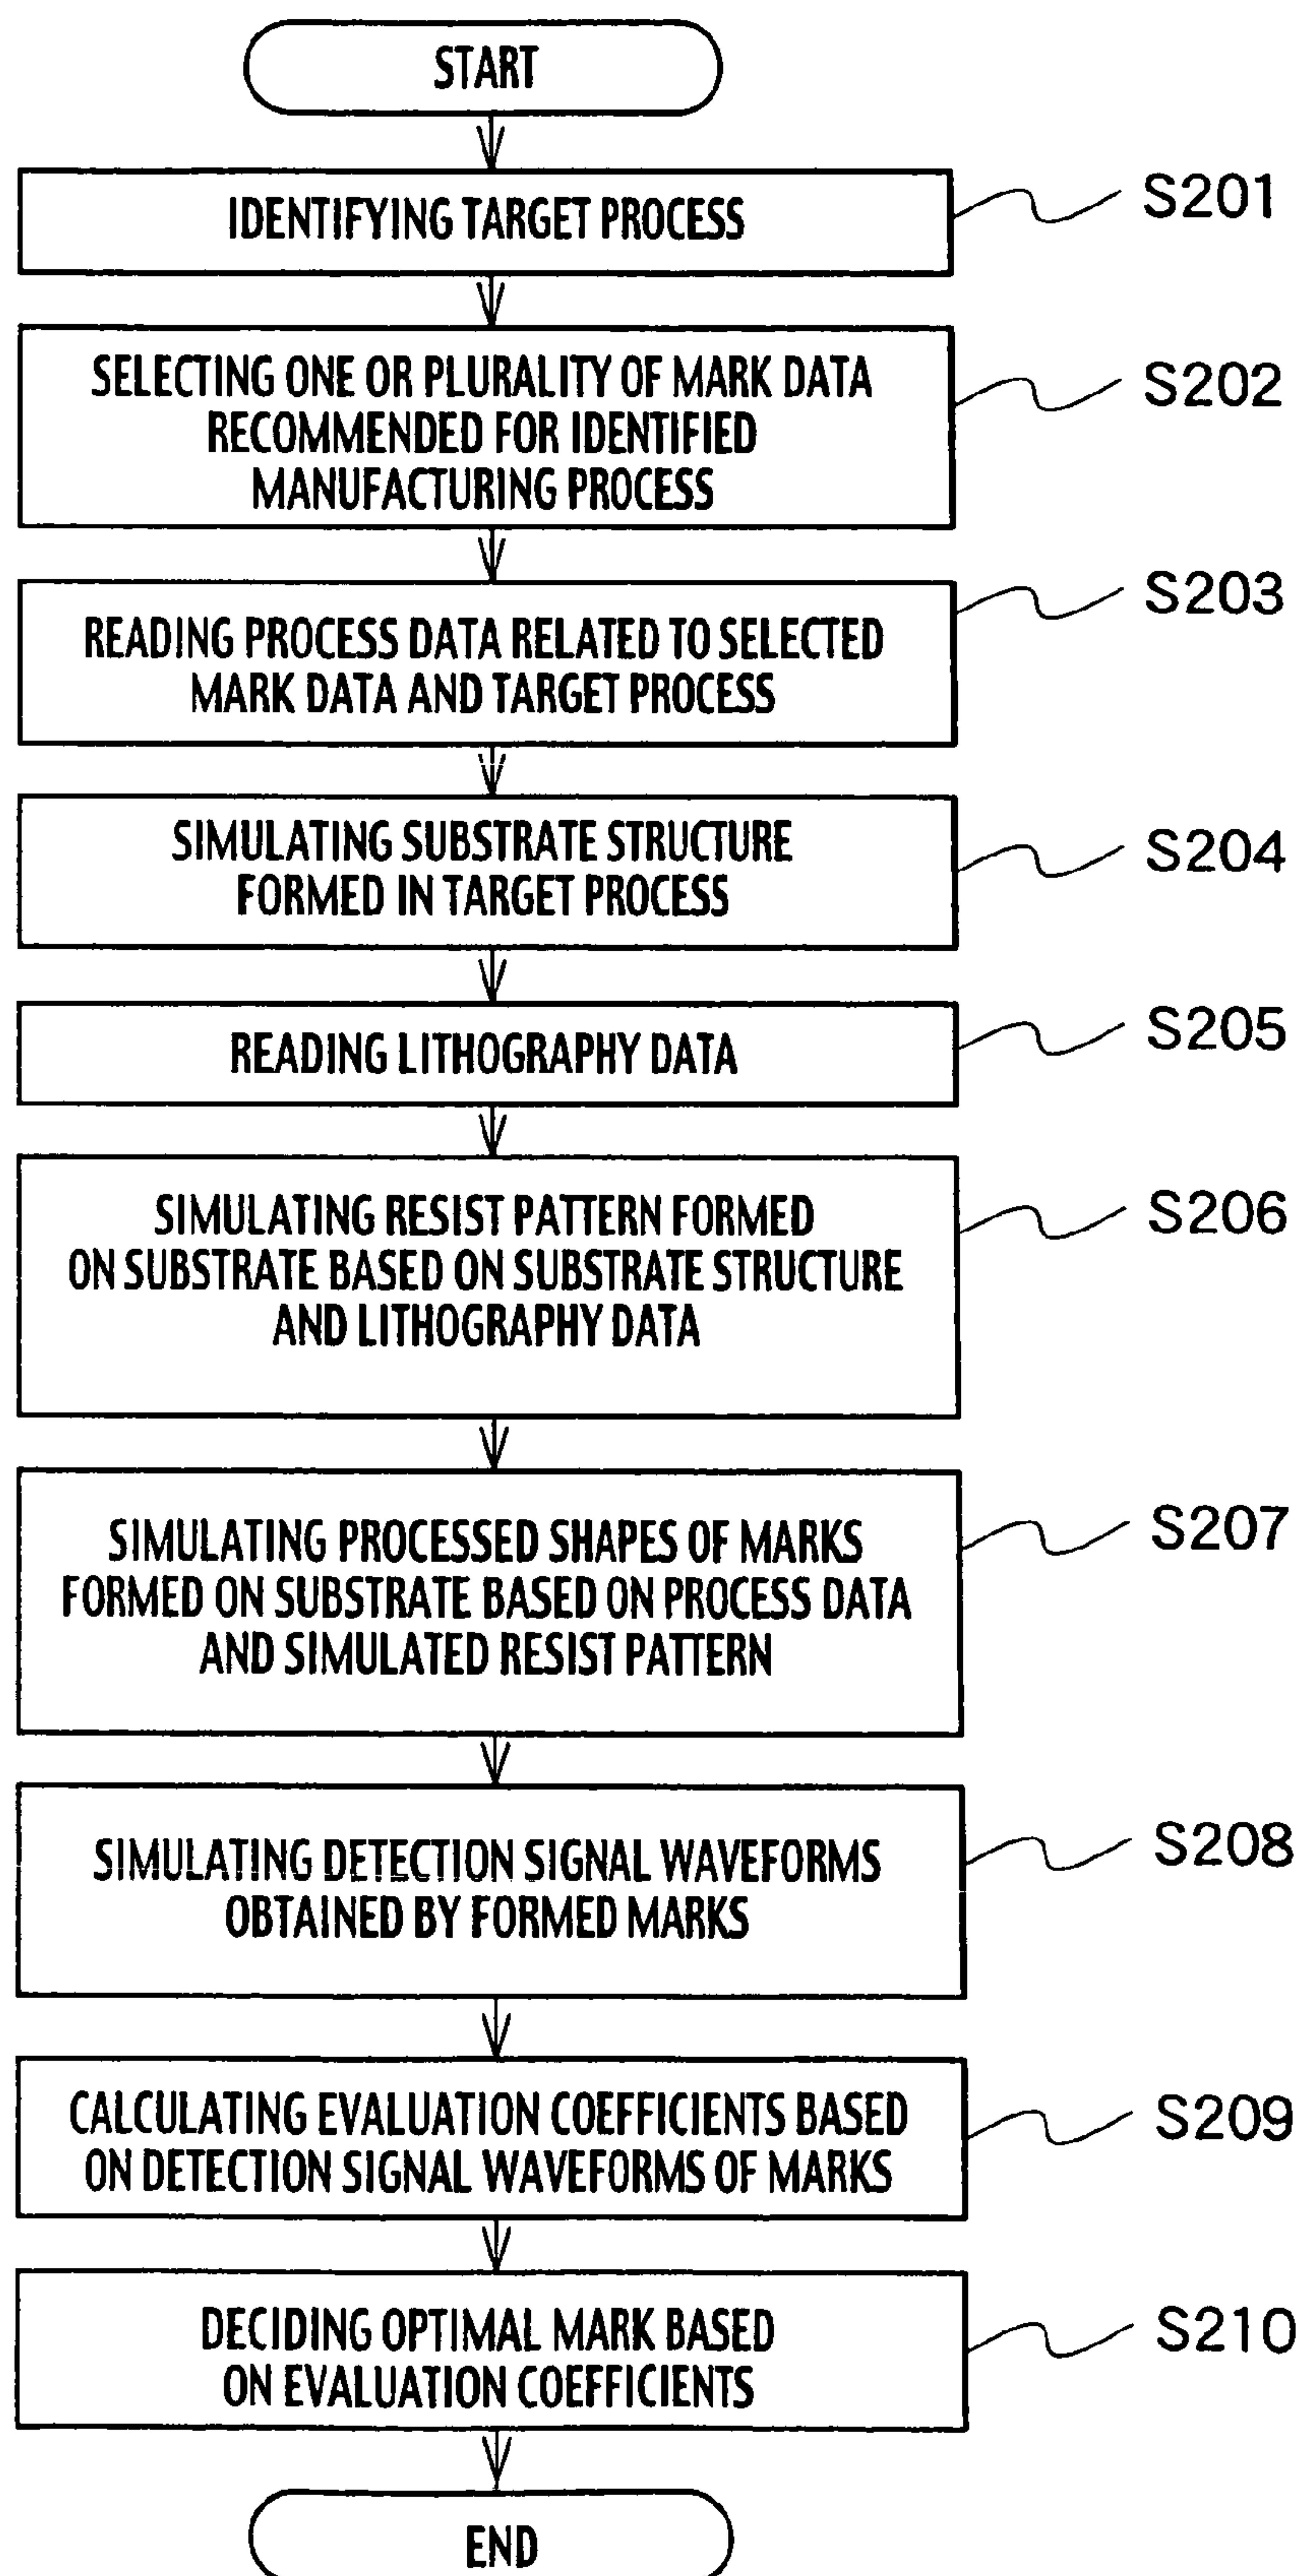 START
IDENTIFYING TARGET PROCESS
S201
SELECTING ONE OR PLURALITY OF MARK DATA
RECOMMENDED FOR IDENTIFIED
MANUFACTURING PROCESS
S202
READING PROCESS DATA RELATED TO SELECTED
MARK DATA AND TARGET PROCESS
S203
SIMULATING SUBSTRATE STRUCTURE
FORMED IN TARGET PROCESS
S204
READING LITHOGRAPHY DATA
S205
SIMULATING RESIST PATTERN FORMED
ON SUBSTRATE BASED ON SUBSTRATE STRUCTURE
AND LITHOGRAPHY DATA
S206
SIMULATING PROCESSED SHAPES OF MARKS
FORMED ON SUBSTRATE BASED ON PROCESS DATA
AND SIMULATED RESIST PATTERN
S207
SIMULATING DETECTION SIGNAL WAVEFORMS
OBTAINED BY FORMED MARKS
S208
CALCULATING EVALUATION COEFFICIENTS BASED
ON DETECTION SIGNAL WAVEFORMS OF MARKS
S209
DECIDING OPTIMAL MARK BASED
ON EVALUATION COEFFICIENTS
S210
END